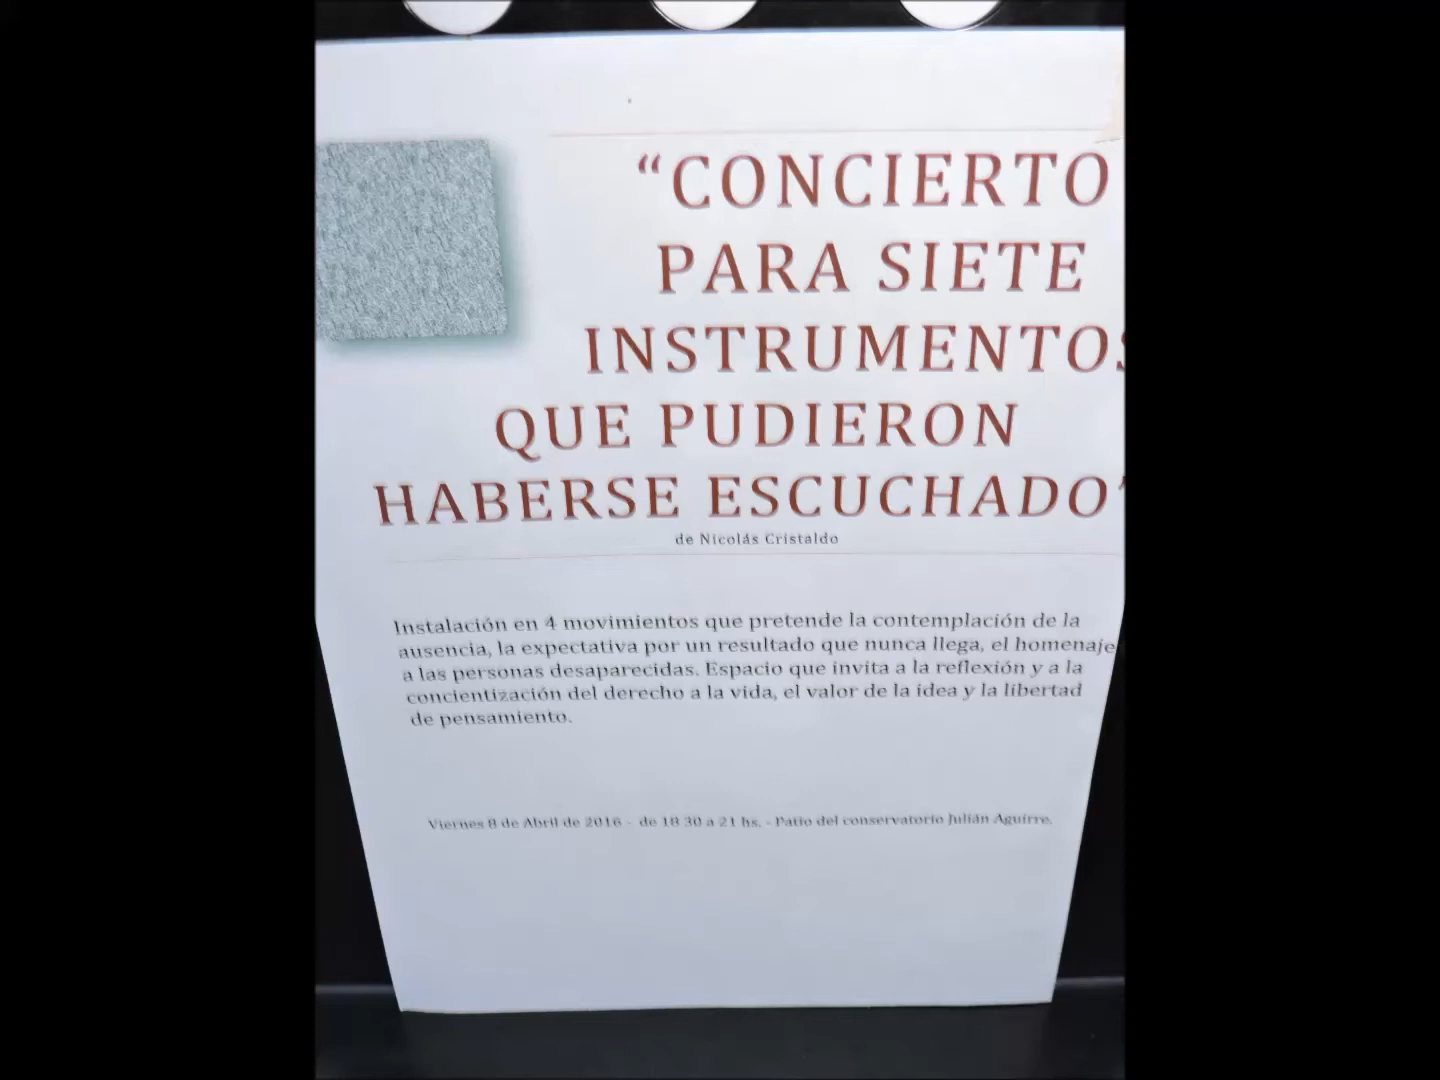 “CONCIERTO
PARA SIETE
INSTRUMENTOS
QUE PUDIERON
HABERSE ESCUCHADO”
de Nicolás Cristaldo
Instalación en 4 movimientos que pretende la contemplación de la
ausencia, la expectativa por un resultado que nunca llega, el homenaje
a las personas desaparecidas. Espacio que invita a la reflexión y a la
concientización del derecho a la vida, el valor de la idea y la libertad
de pensamiento.
Viernes 8 de Abril de 2016 - de 18 30 a 21 hs. - Patio del conservatorio Julián Aguirre.